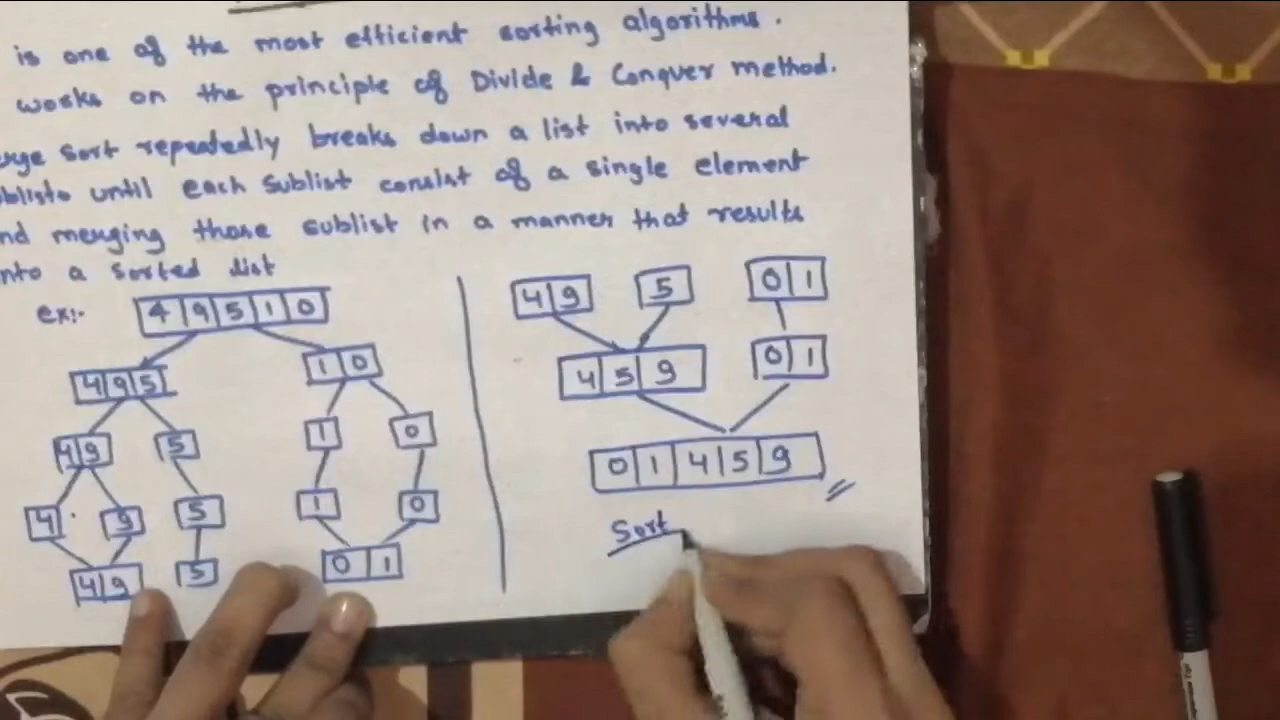 is one of the most efficient sorting algorithms.
works on the principle of Divide & Conquer method.
erge Sort repeatedly breaks down a list into several
blists until each Sublist consist of a single element
nd merging those sublist in a manner that results
nto a sorted list
ex:-
4 9 5 1 0
4 9 5
1 0
4 9
5
1
0
4
9
5
1
0
4 9
5
0 1
4 9
5
0 1
4 5 9
0 1
0 1 4 5 9
Sort